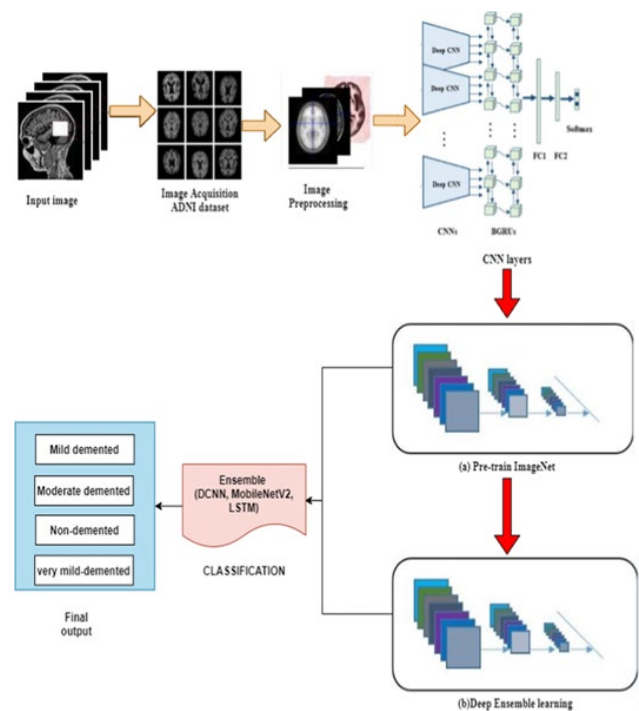 Deep CNN
Deep CNN
Deep CNN
Softmax
FC1
FC2
Input image
Image Acquisition
ADNI dataset
Image
Preprocessing
CNNs
BGRUs
CNN layers
(a) Pre-train ImageNet
Mild demented
Moderate demented
Non-demented
very mild-demented
Ensemble
(DCNN, MobileNetV2,
LSTM)
CLASSIFICATION
Final
output
(b)Deep Ensemble learning